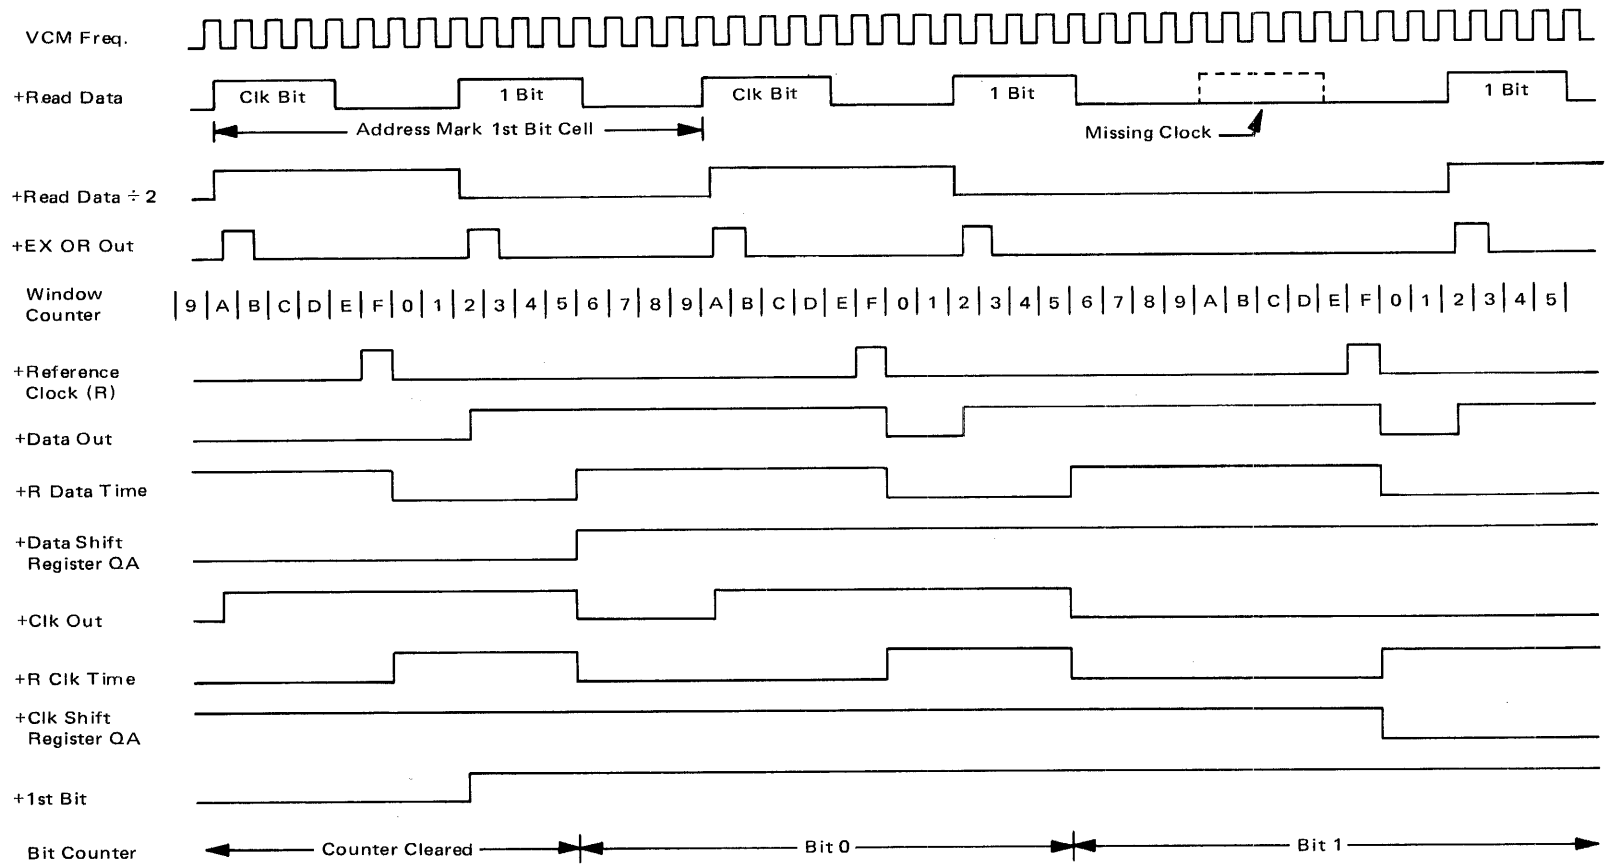 VCM Freq.
+Read Data
Clk Bit
1 Bit
Clk Bit
1 Bit
1 Bit
Address Mark 1st Bit Cell
Missing Clock
+Read Data ÷ 2
+EX OR Out
Window
Counter
9 A B C D E F 0 1 2 3 4 5 6 7 8 9 A B C D E F 0 1 2 3 4 5 6 7 8 9 A B C D E F 0 1 2 3 4 5
+Reference
Clock (R)
+Data Out
+R Data Time
+Data Shift
Register QA
+Clk Out
+R Clk Time
+Clk Shift
Register QA
+1st Bit
Bit Counter
Counter Cleared
Bit 0
Bit 1